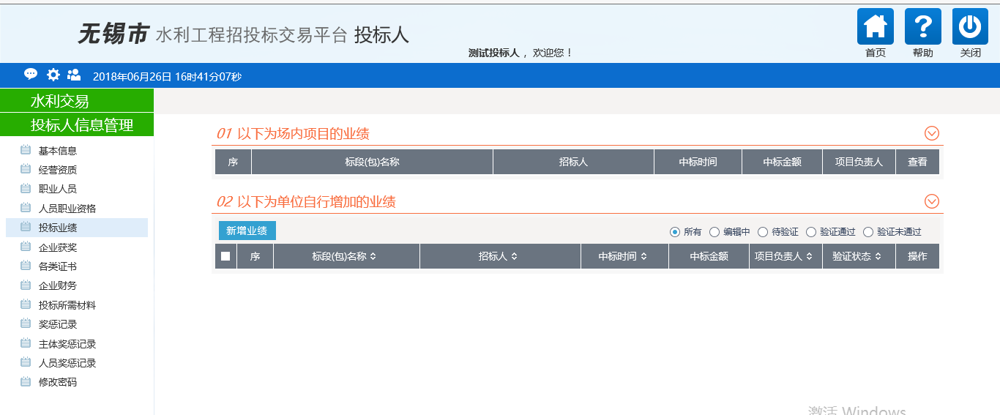 无锡市 水利工程招投标交易平台 投标人
测试投标人，欢迎您！
首页 帮助 关闭
2018年06月26日 16时41分07秒
水利交易
投标人信息管理
基本信息
经营资质
职业人员
人员职业资格
投标业绩
企业获奖
各类证书
企业财务
投标所需材料
奖惩记录
主体奖惩记录
人员奖惩记录
修改密码
01 以下为场内项目的业绩
序 标段(包)名称 招标人 中标时间 中标金额 项目负责人 查看
02 以下为单位自行增加的业绩
新增业绩 所有 编辑中 待验证 验证通过 验证未通过
序 标段(包)名称 招标人 中标时间 中标金额 项目负责人 验证状态 操作
激活 Windows